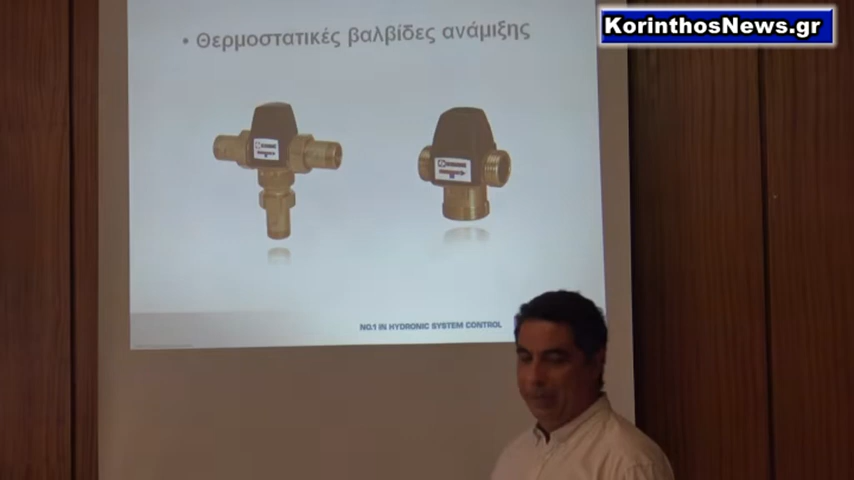 KorinthosNews.gr
• Θερμοστατικές βαλβίδες ανάμιξης
NO.1 IN HYDRONIC SYSTEM CONTROL